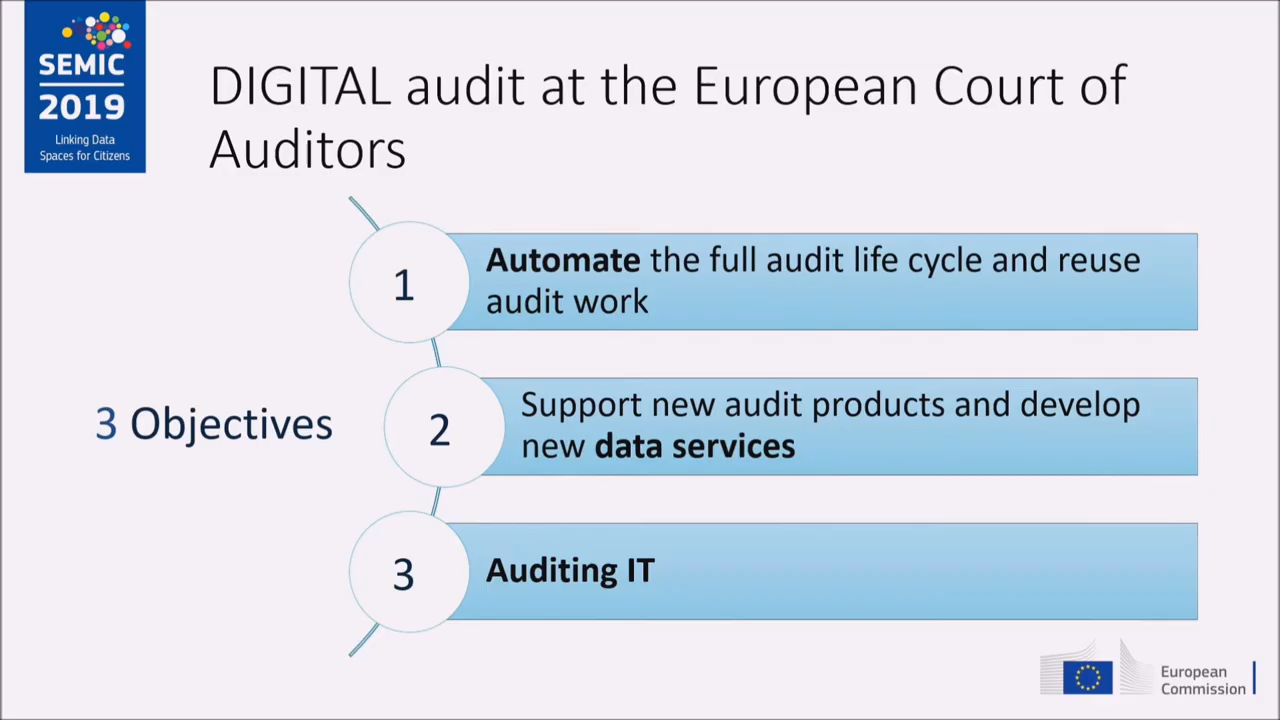 SEMIC
2019
Linking Data
Spaces for Citizens
DIGITAL audit at the European Court of
Auditors
3 Objectives
1
Automate the full audit life cycle and reuse
audit work
2
Support new audit products and develop
new data services
3
Auditing IT
European
Commission